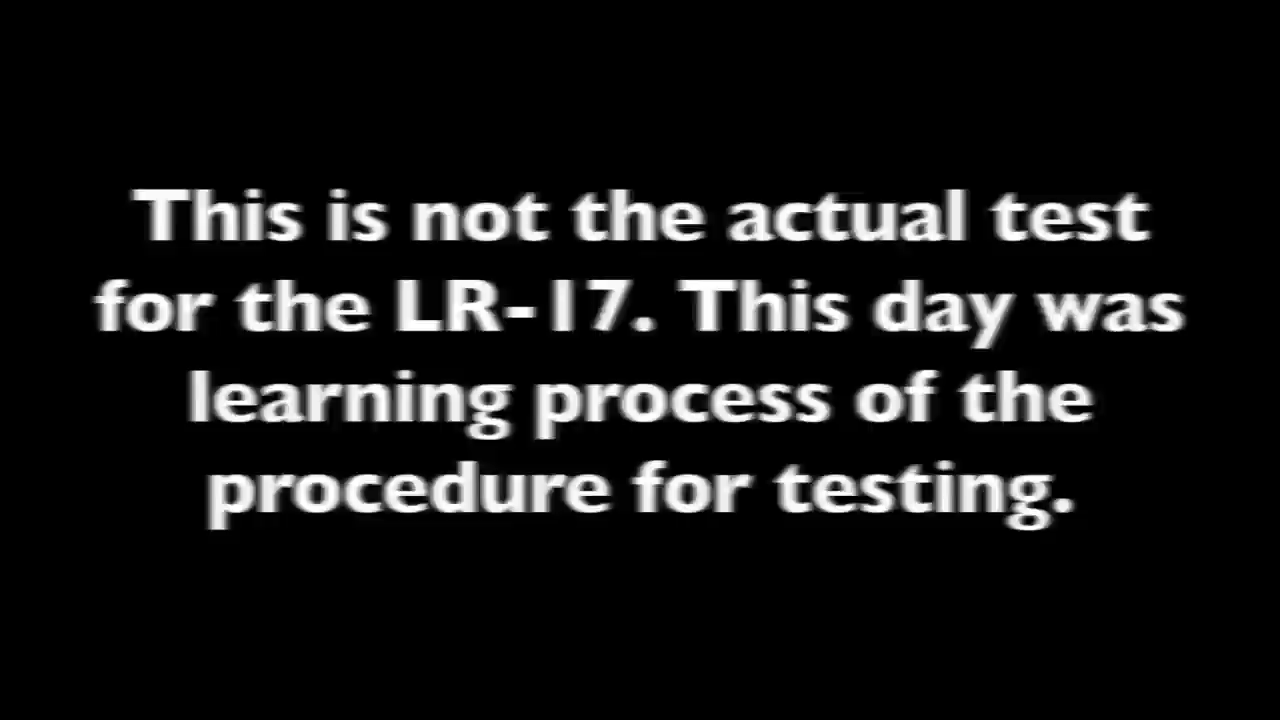 This is not the actual test
for the LR-17. This day was
learning process of the
procedure for testing.